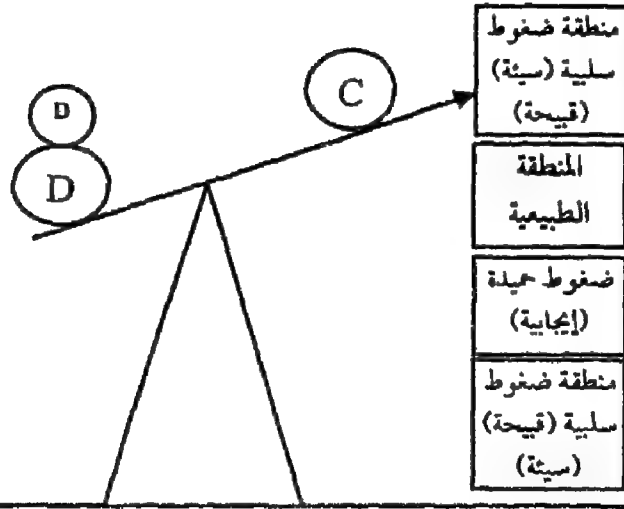 منطقة ضغوط
سلبية (سيئة)
(قبيحة)
C
D
D
المنطقة
الطبيعية
ضغوط حميدة
(إيجابية)
منطقة ضغوط
سلبية (قبيحة)
(سيئة)